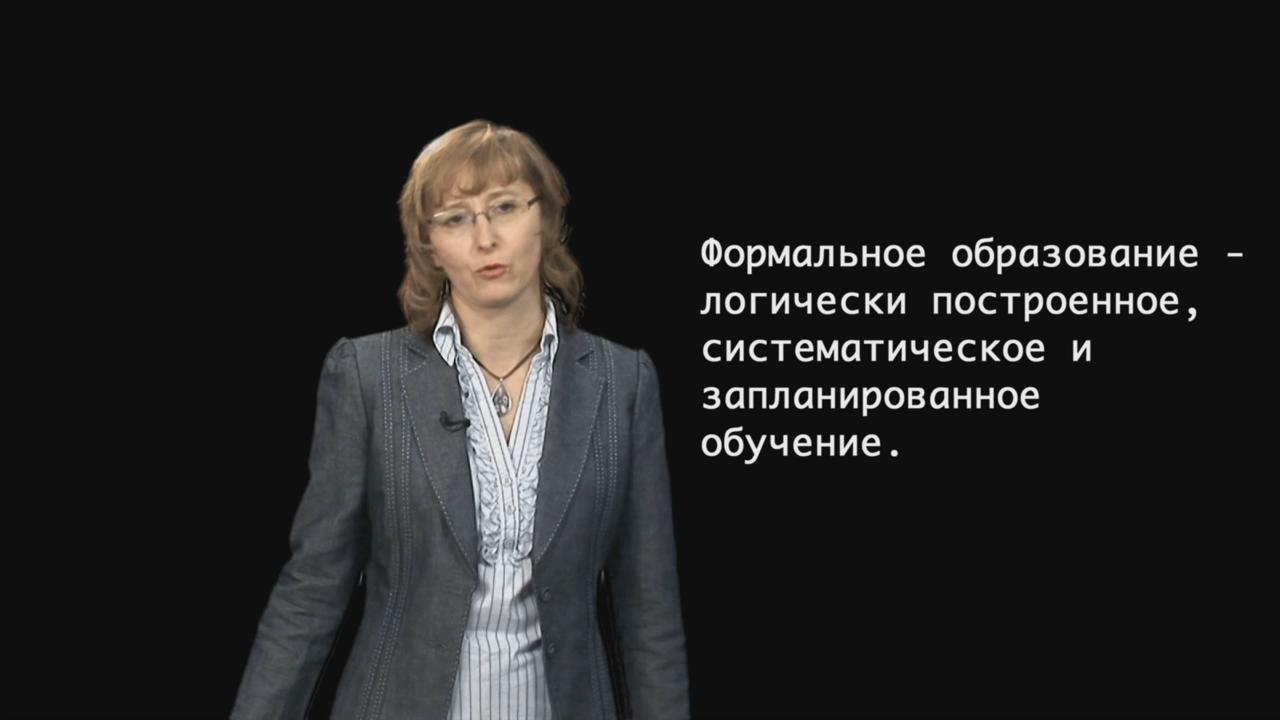 Формальное образование -
логически построенное,
систематическое и
запланированное
обучение.